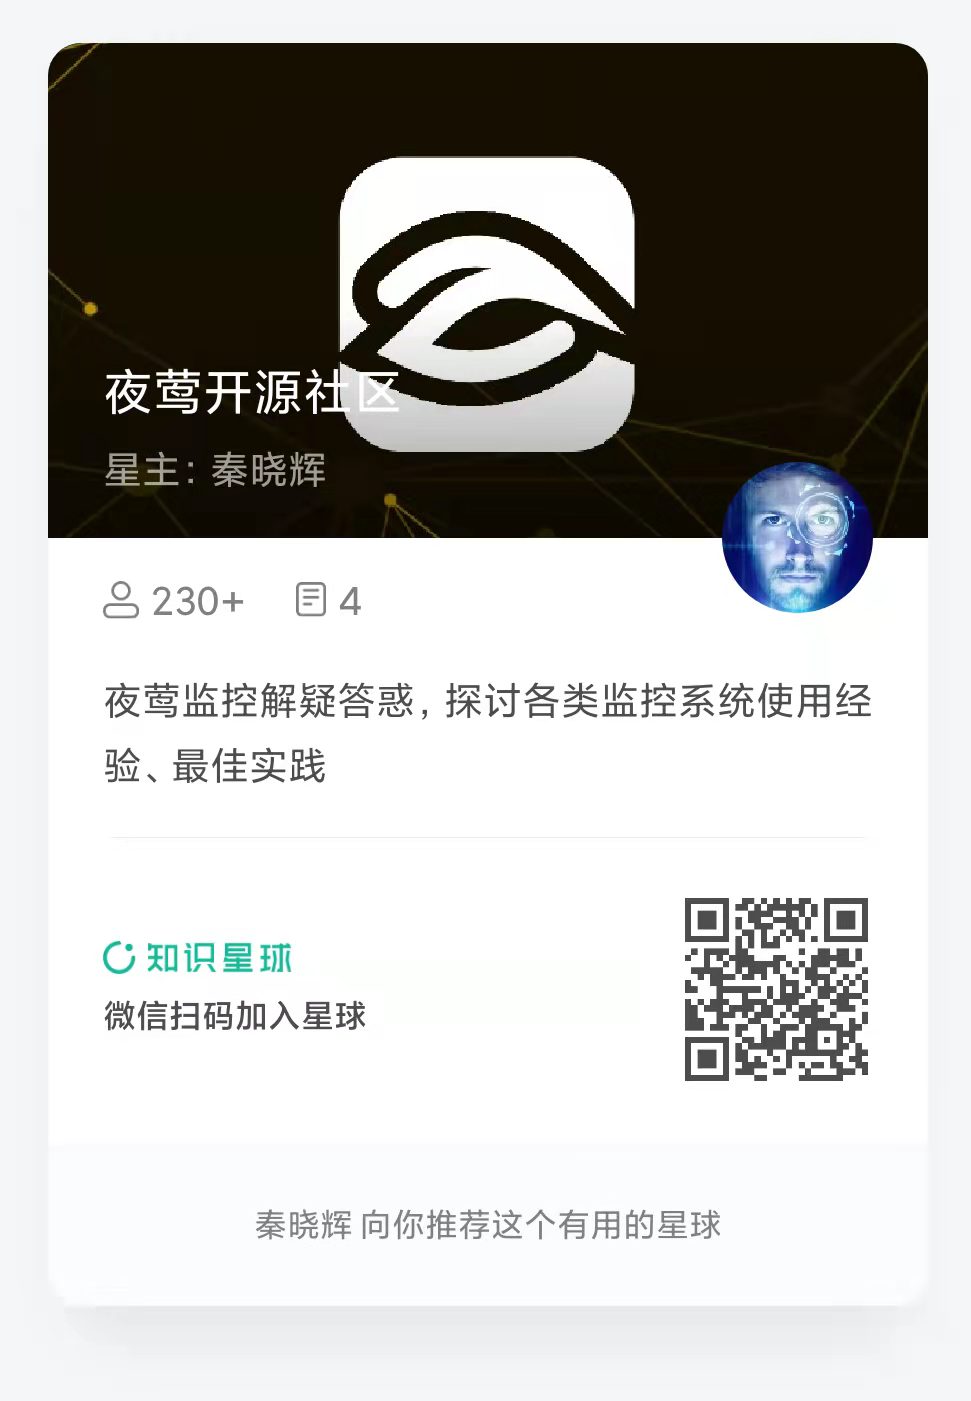 夜莺开源社区
星主：秦晓辉
230+ 4
夜莺监控解疑答惑，探讨各类监控系统使用经
验、最佳实践
知识星球
微信扫码加入星球
秦晓辉 向你推荐这个有用的星球